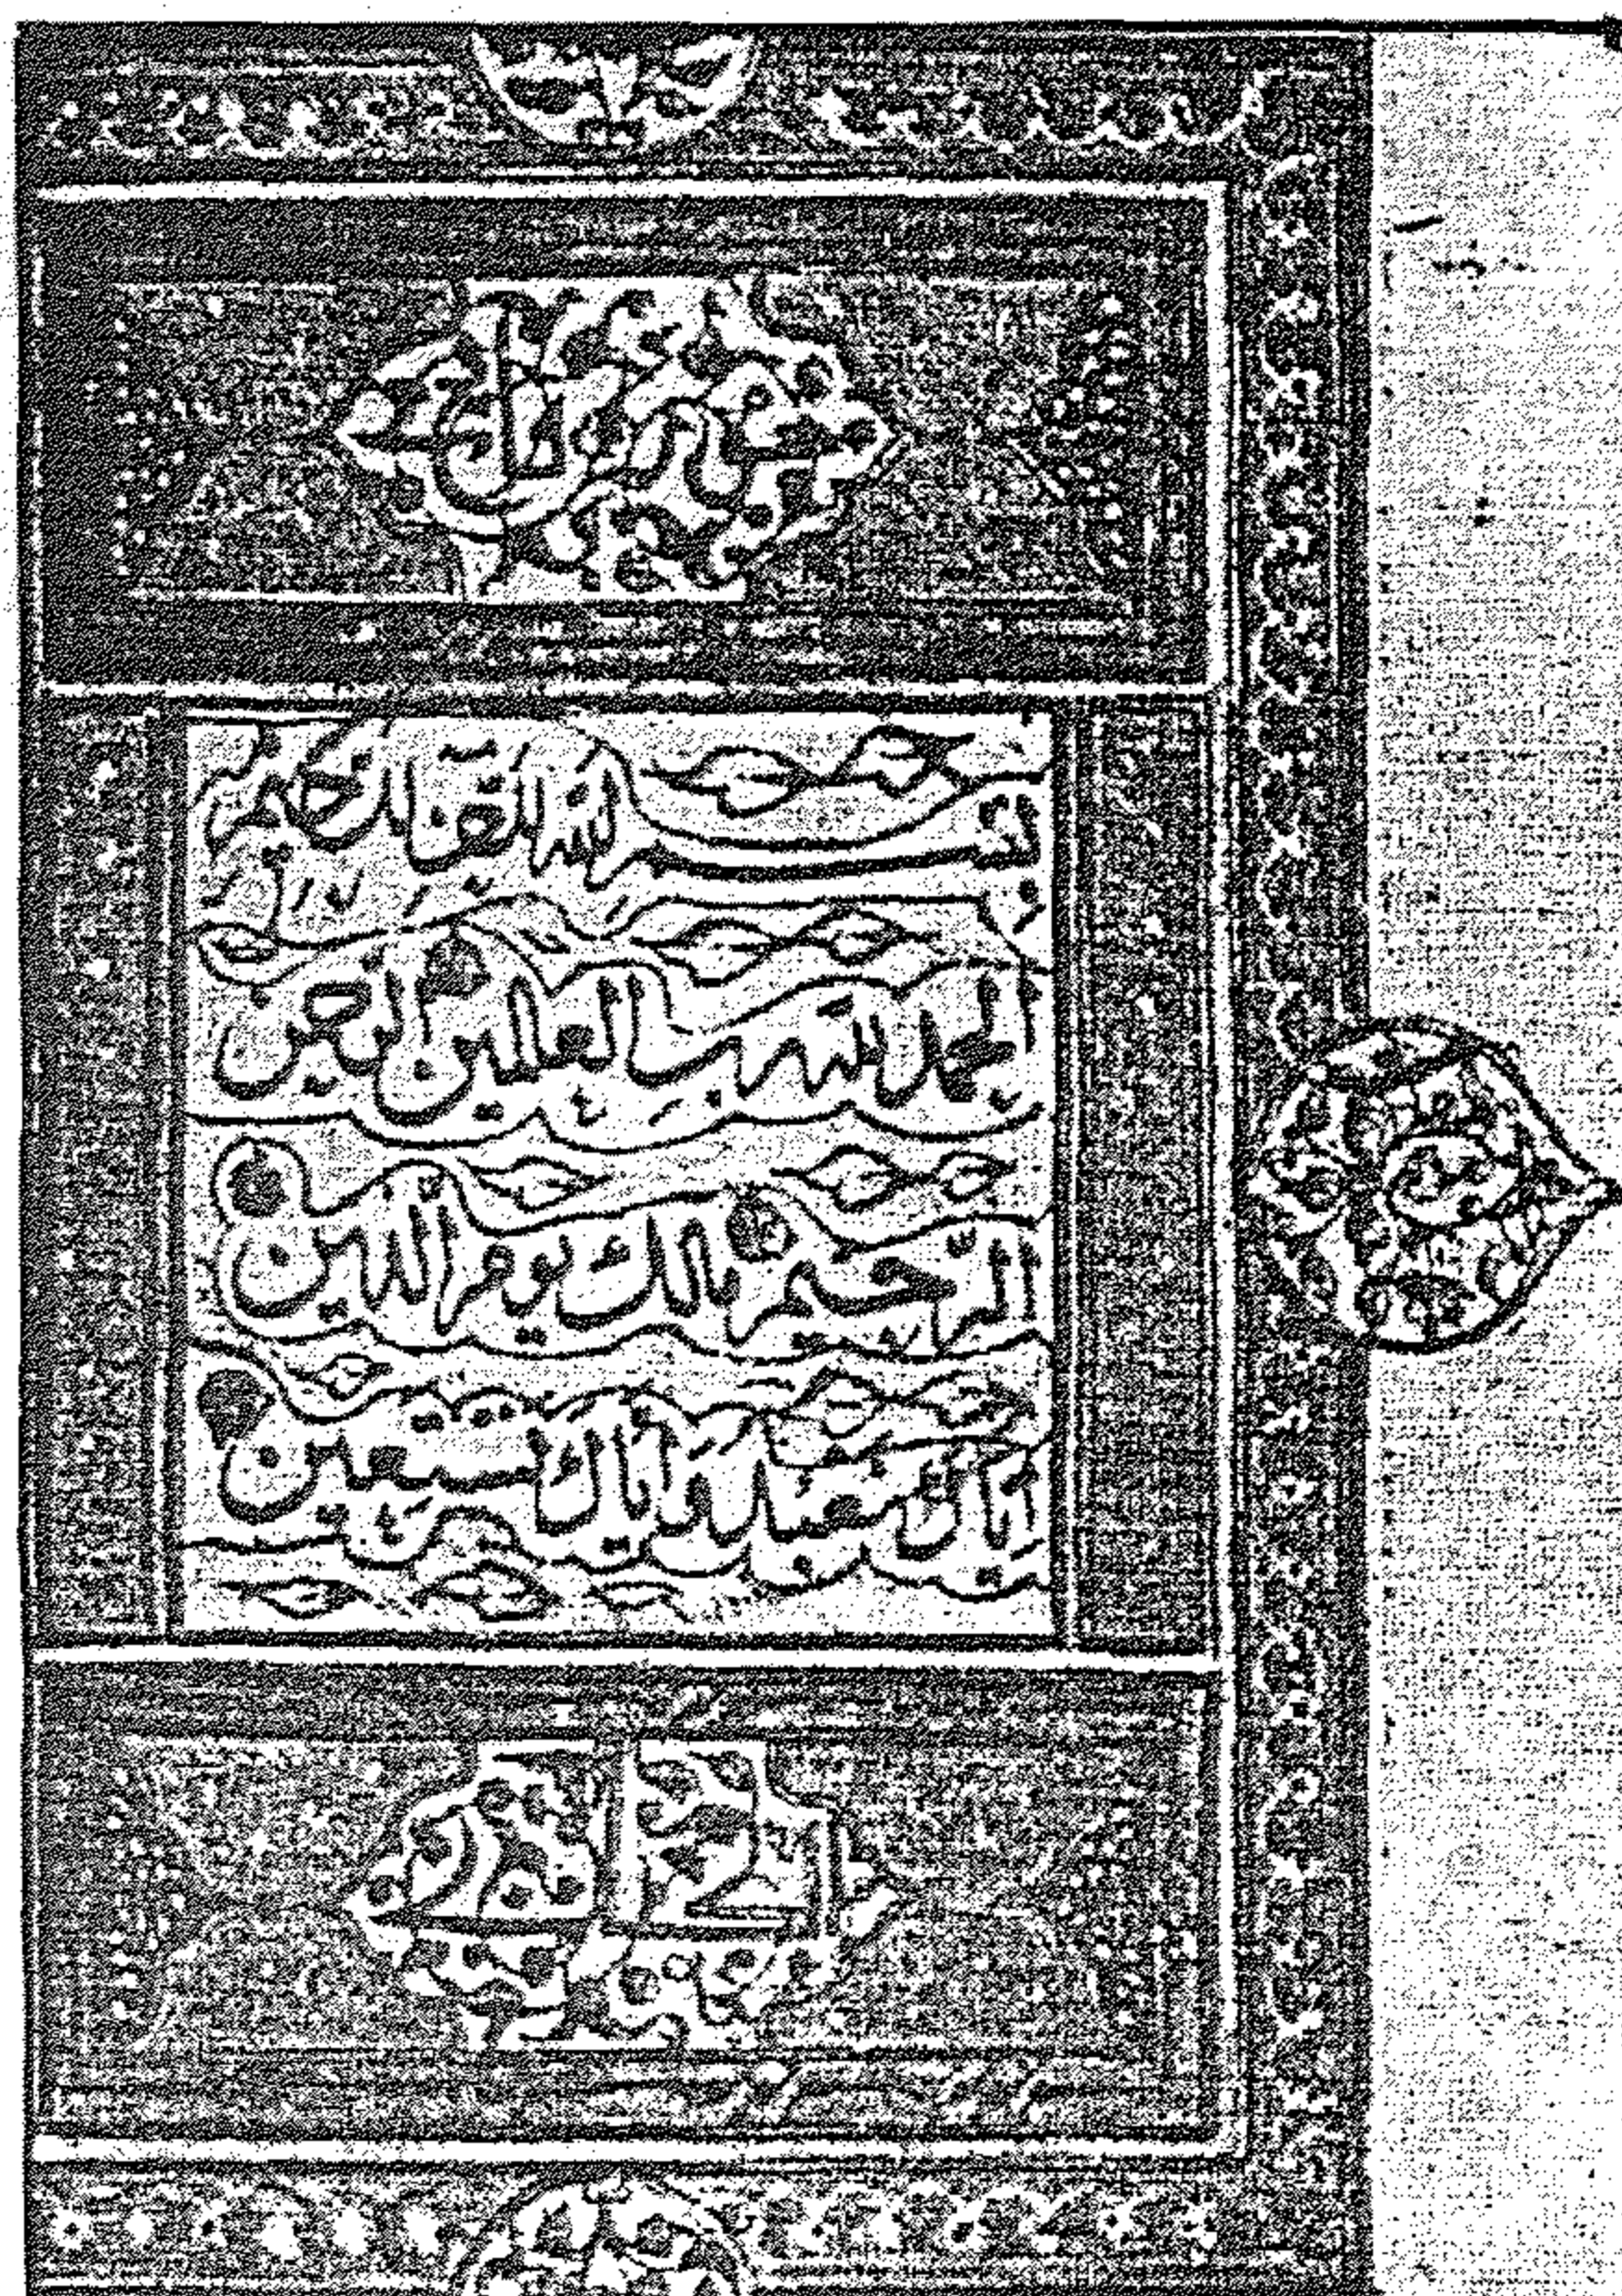 بسم الله الرحمن الرحيم
الحمد لله رب العالمين الرحمن
الرحيم مالك يوم الدين
اياك نعبد واياك نستعين